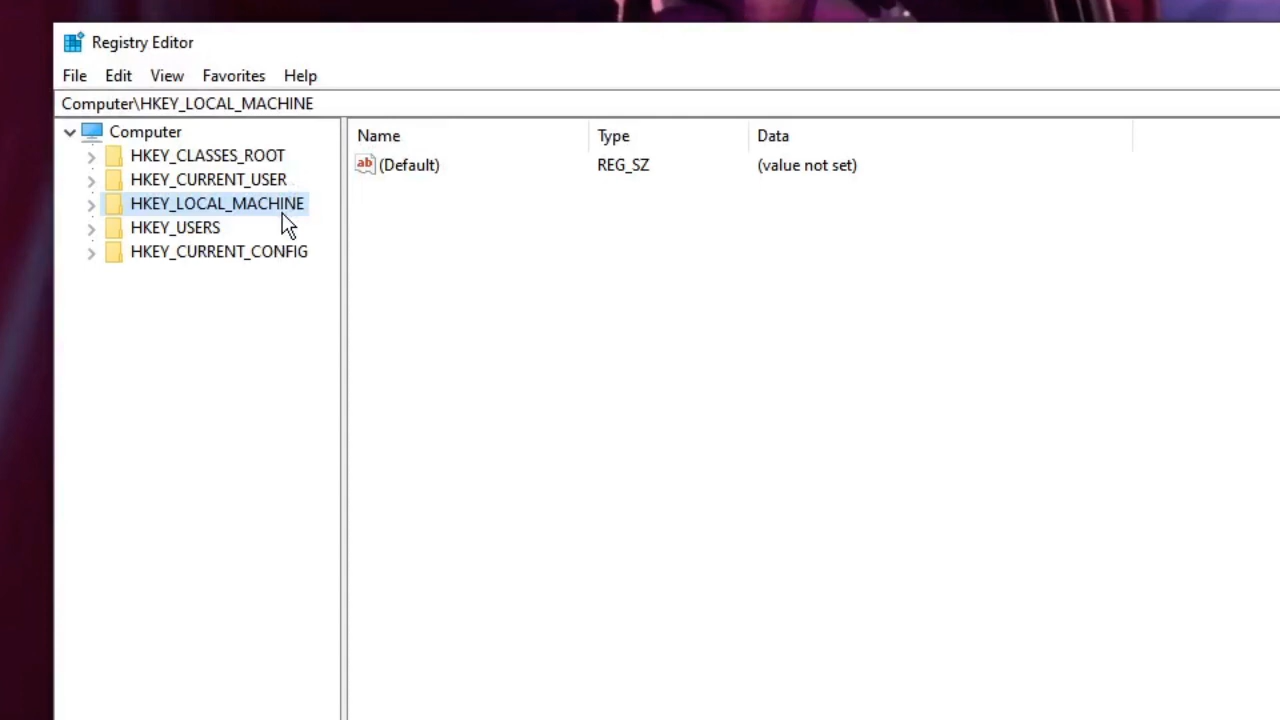 Registry Editor
File Edit View Favorites Help
Computer\HKEY_LOCAL_MACHINE
Computer
HKEY_CLASSES_ROOT
HKEY_CURRENT_USER
HKEY_LOCAL_MACHINE
HKEY_USERS
HKEY_CURRENT_CONFIG
Name Type Data
ab (Default) REG_SZ (value not set)